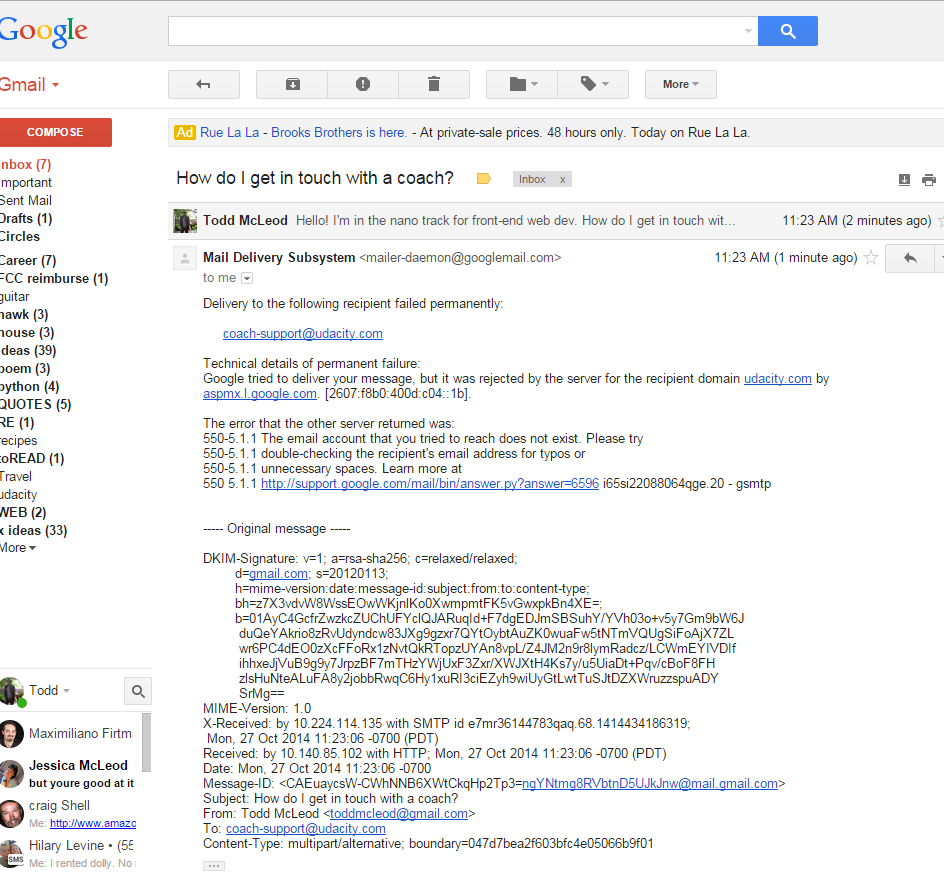 Google
Gmail
More
COMPOSE
Ad Rue La La - Brooks Brothers is here. - At private-sale prices. 48 hours only. Today on Rue La La.
nbox (7)
mportant
Sent Mail
Drafts (1)
Circles
Career (7)
FCC reimburse (1)
guitar
hawk (3)
house (3)
deas (39)
poem (3)
python (4)
QUOTES (5)
RE (1)
recipes
toREAD (1)
Travel
udacity
WEB (2)
x ideas (33)
More
How do I get in touch with a coach?
Inbox x
Todd McLeod Hello! I'm in the nano track for front-end web dev. How do I get in touch wit... 11:23 AM (2 minutes ago)
Mail Delivery Subsystem <mailer-daemon@googlemail.com> 11:23 AM (1 minute ago)
to me
Delivery to the following recipient failed permanently:
coach-support@udacity.com
Technical details of permanent failure:
Google tried to deliver your message, but it was rejected by the server for the recipient domain udacity.com by
aspmx.l.google.com. [2607:f8b0:400d:c04::1b].
The error that the other server returned was:
550-5.1.1 The email account that you tried to reach does not exist. Please try
550-5.1.1 double-checking the recipient's email address for typos or
550-5.1.1 unnecessary spaces. Learn more at
550 5.1.1 http://support.google.com/mail/bin/answer.py?answer=6596 i65si22088064qge.20 - gsmtp
----- Original message -----
DKIM-Signature: v=1; a=rsa-sha256; c=relaxed/relaxed;
d=gmail.com; s=20120113;
h=mime-version:date:message-id:subject:from:to:content-type;
bh=z7X3vdvW8WssEOwWKjnlKo0XwmpmtFK5vGwxpkBn4XE=;
b=01AyC4GcfrZwzkcZUChUFYclQJARuqId+F7dgEDJmSBSuhY/YVh03o+v5y7Gm9bW6J
duQeYAkrio8zRvUdyndcw83JXg9gzxr7QYtOybtAuZK0wuaFw5tNTmVQUgSiFoAjX7ZL
wr6PC4dEO0zXcFFoRx1zNvtQkRTopzUYAn8vpL/Z4JM2n9r8lymRadcz/LCWmEYIVDIf
ihhxeJjVuB9g9y7JrpzBF7mTHzYWjUxF3Zxr/XWJXtH4Ks7y/u5UiaDt+Pqv/cBoF8FH
zlsHuNteALuFA8y2jobbRwqC6Hy1xuRI3ciEZyh9wiUyGtLwtTuSJtDZXWruzzspuADY
SrMg==
MIME-Version: 1.0
X-Received: by 10.224.114.135 with SMTP id e7mr36144783qaq.68.1414434186319;
Mon, 27 Oct 2014 11:23:06 -0700 (PDT)
Received: by 10.140.85.102 with HTTP; Mon, 27 Oct 2014 11:23:06 -0700 (PDT)
Date: Mon, 27 Oct 2014 11:23:06 -0700
Message-ID: <CAEuaycsW-CWhNNB6XWtCkqHp2Tp3=ngYNtmg8RVbtnD5UJkJnw@mail.gmail.com>
Subject: How do I get in touch with a coach?
From: Todd McLeod <toddmcleod@gmail.com>
To: coach-support@udacity.com
Content-Type: multipart/alternative; boundary=047d7bea2f603bfc4e05066b9f01
Todd
Maximiliano Firtm
Jessica McLeod
but youre good at it
craig Shell
Me: http://www.amazc
Hilary Levine • (55
Me: I rented dolly. No
SMS